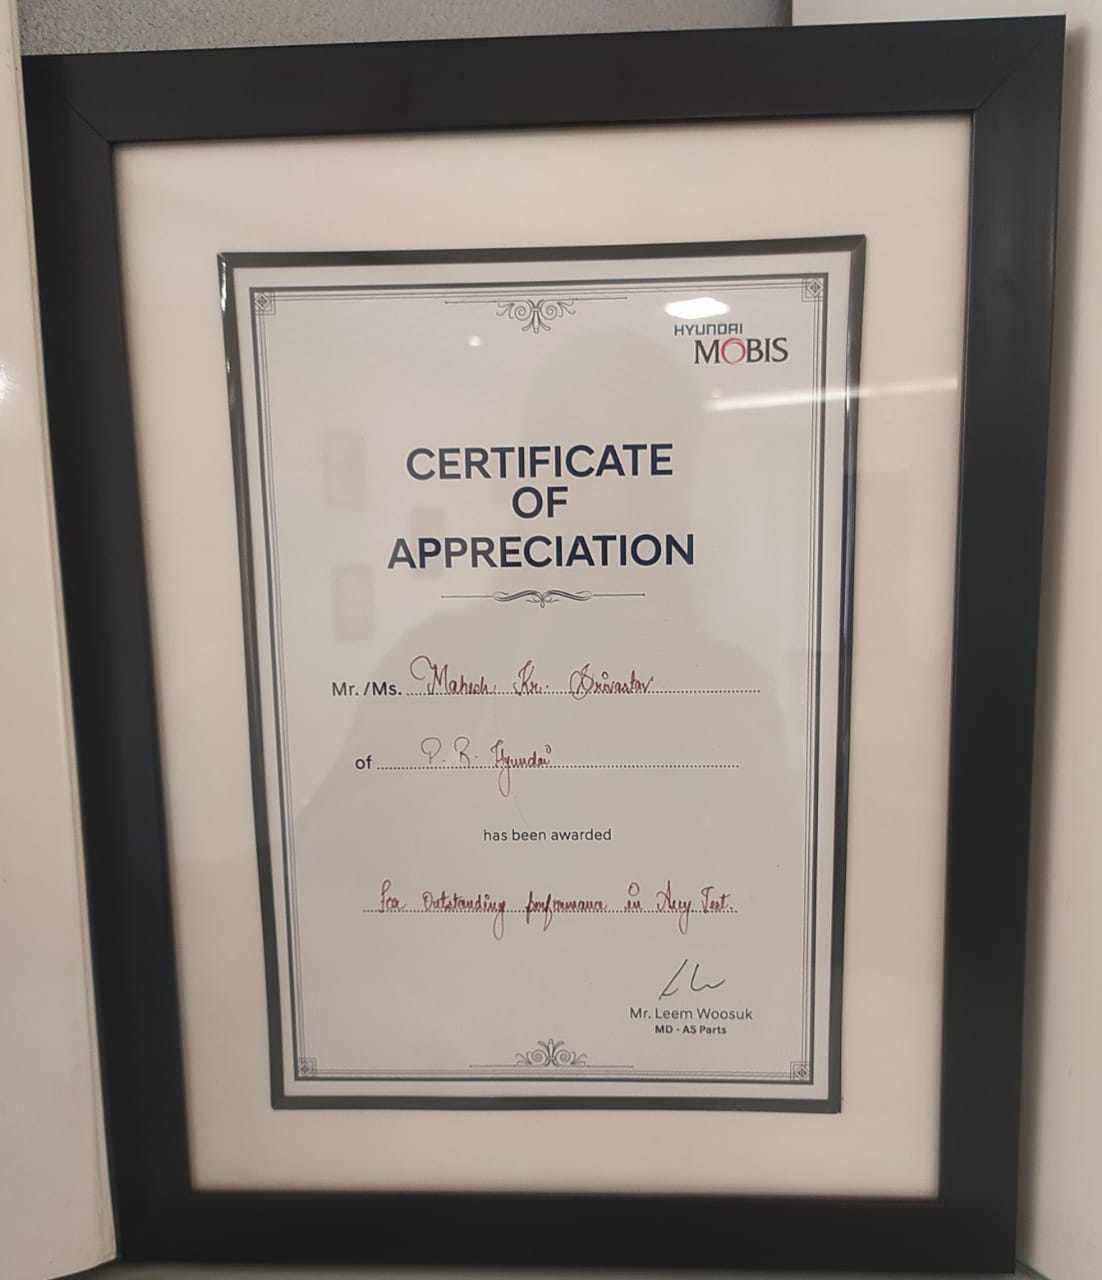 HYUNDAI
MOBIS
CERTIFICATE
OF
APPRECIATION
Mr. /Ms. Mahesh Kr. Srivastav
of P. R. Hyundai
has been awarded
for Outstanding performance in Accy Test.
Mr. Leem Woosuk
MD - AS Parts